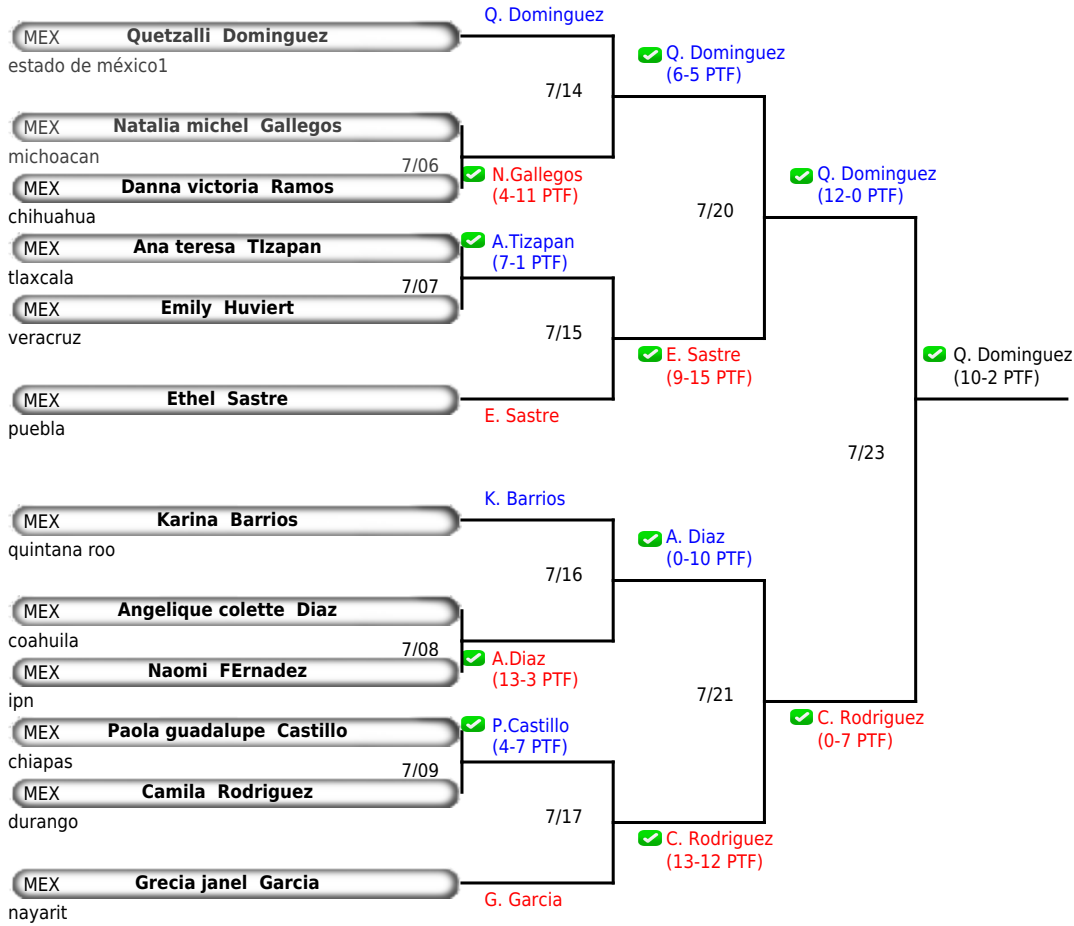 Q. Dominguez
MEX Quetzalli Dominguez
estado de méxico1
Q. Dominguez
(6-5 PTF)
7/14
MEX Natalia michel Gallegos
michoacan
7/06
N.Gallegos
(4-11 PTF)
MEX Danna victoria Ramos
chihuahua
Q. Dominguez
(12-0 PTF)
7/20
MEX Ana teresa TIzapan
tlaxcala
A.Tizapan
(7-1 PTF)
7/07
MEX Emily Huviert
veracruz
7/15
E. Sastre
(9-15 PTF)
Q. Dominguez
(10-2 PTF)
MEX Ethel Sastre
puebla
E. Sastre
7/23
K. Barrios
MEX Karina Barrios
quintana roo
A. Diaz
(0-10 PTF)
7/16
MEX Angelique colette Diaz
coahuila
7/08
A.Diaz
(13-3 PTF)
MEX Naomi FErnadez
ipn
7/21
MEX Paola guadalupe Castillo
chiapas
P.Castillo
(4-7 PTF)
C. Rodriguez
(0-7 PTF)
7/09
MEX Camila Rodriguez
durango
7/17
C. Rodriguez
(13-12 PTF)
MEX Grecia janel Garcia
nayarit
G. Garcia